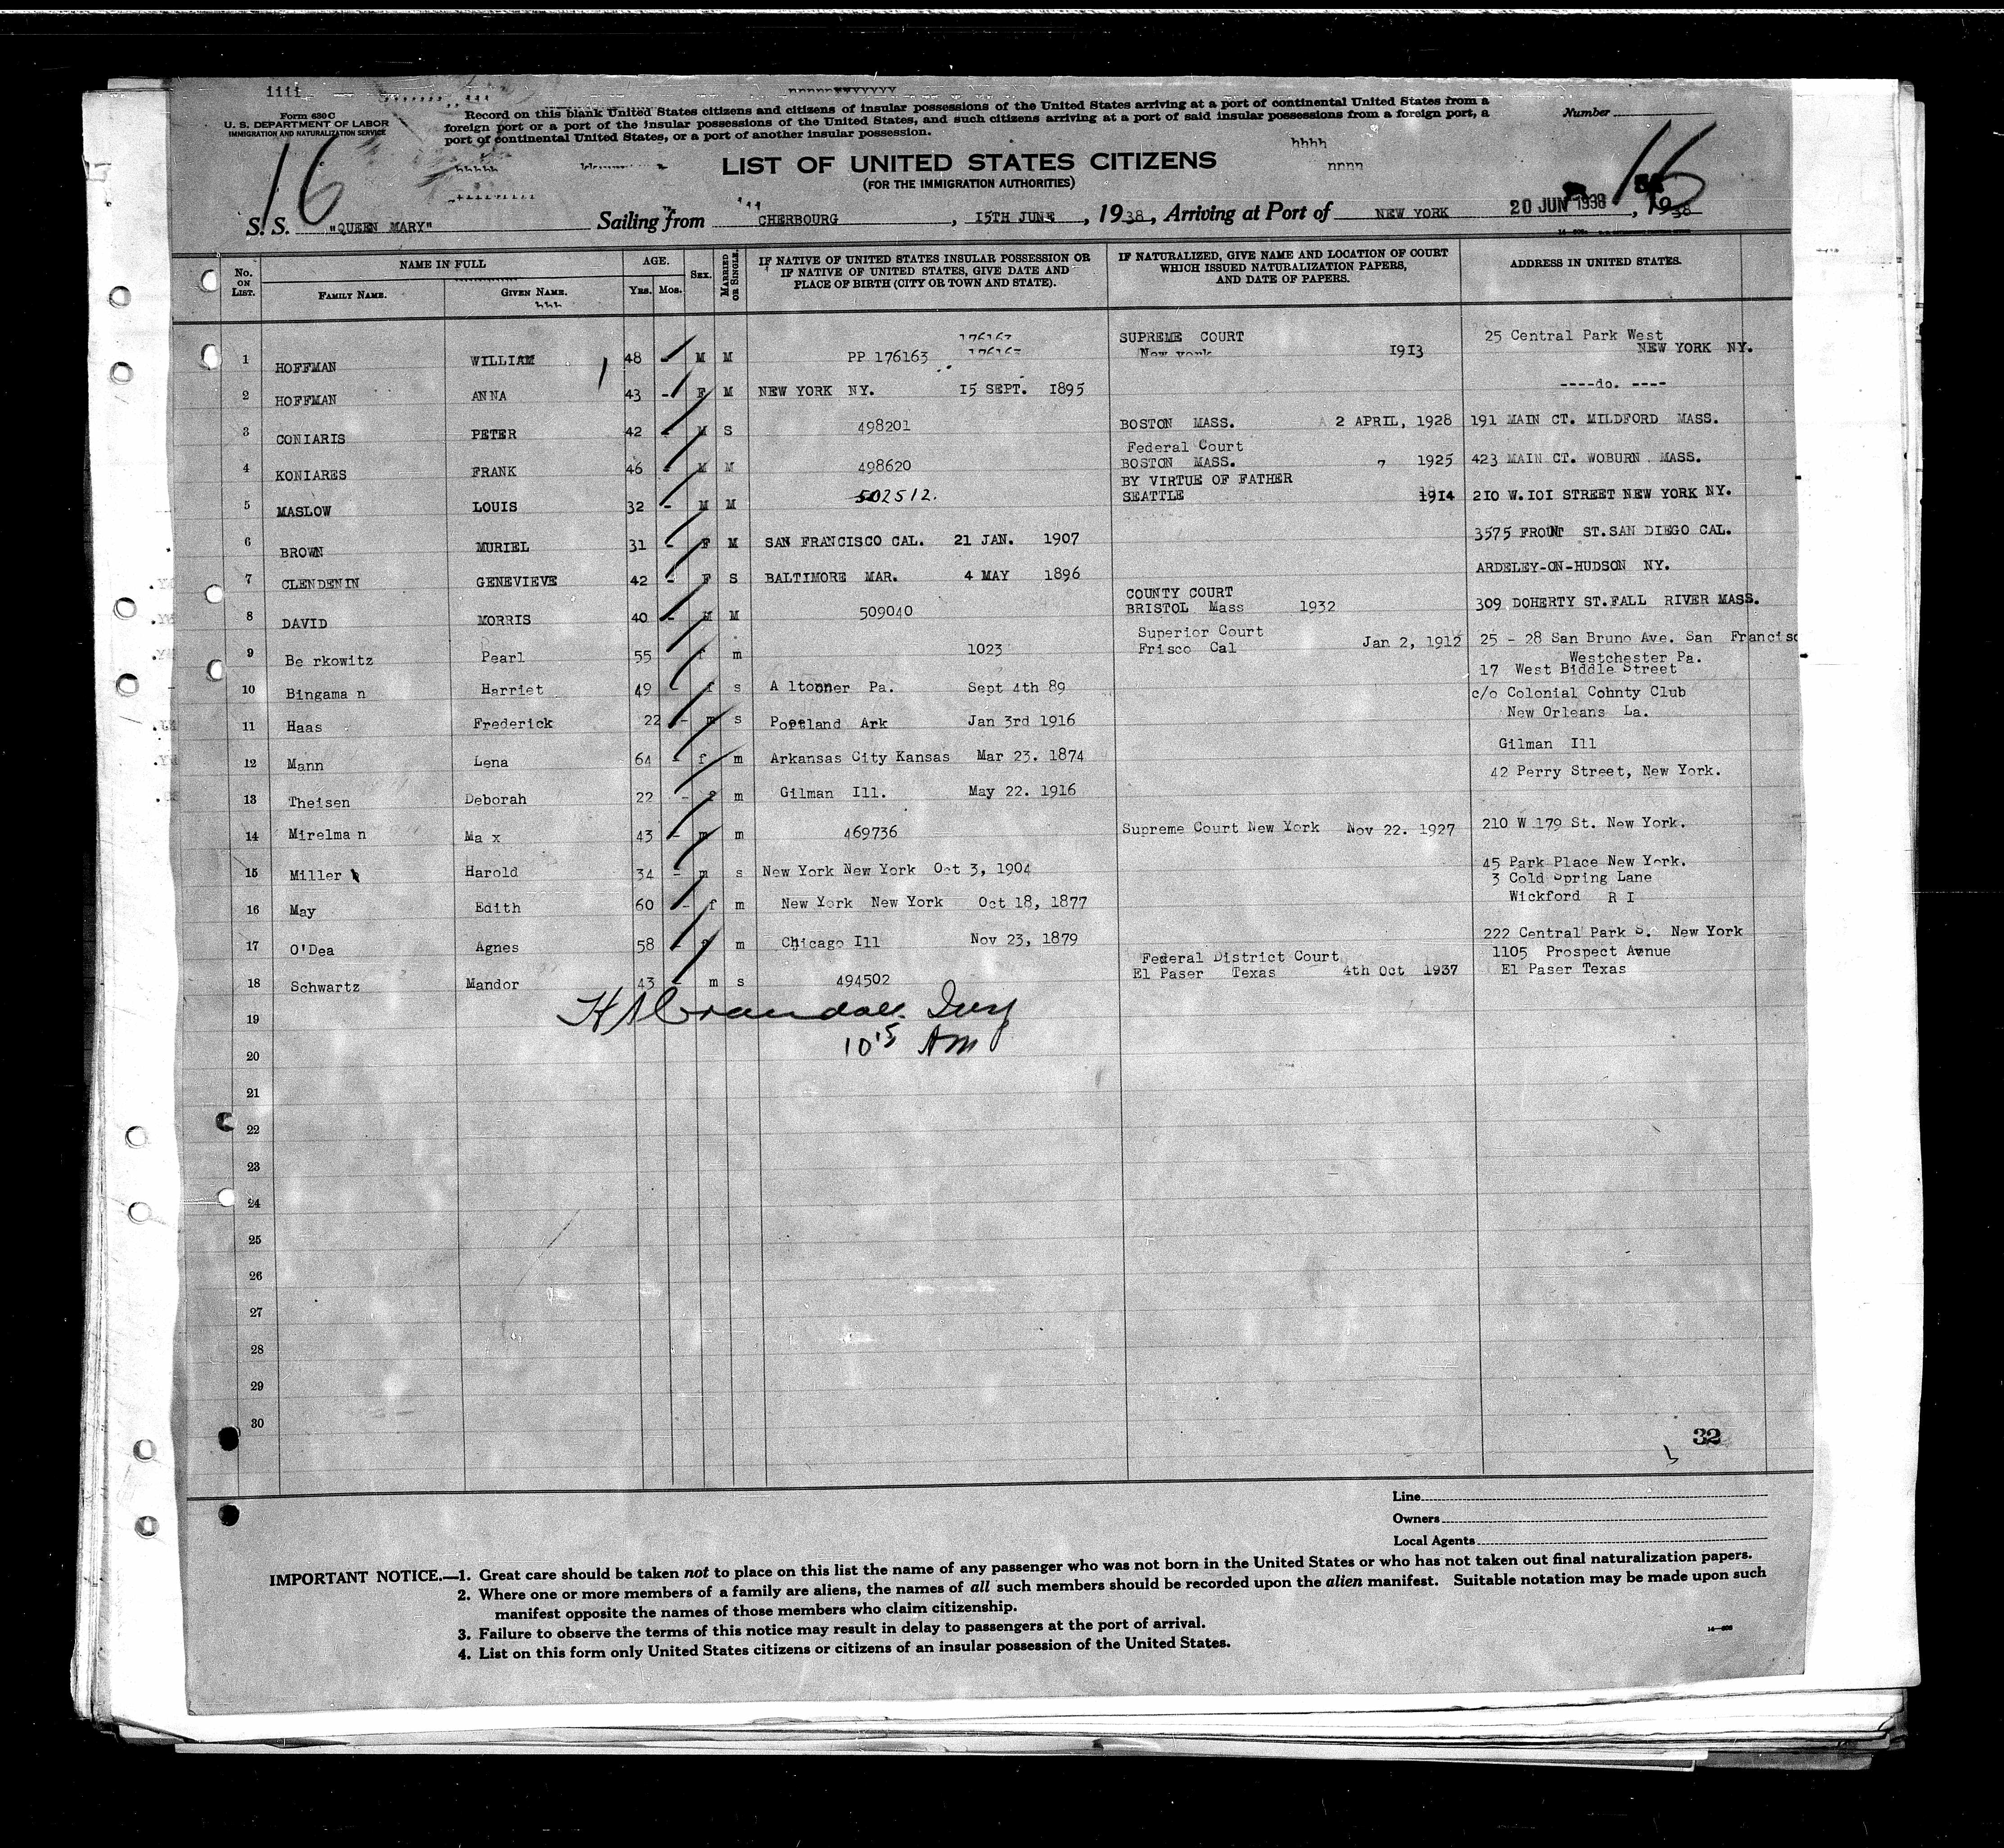 1111
Form 630 C
U. S. DEPARTMENT OF LABOR
IMMIGRATION AND NATURALIZATION SERVICE
Record on this blank United States citizens and citizens of insular possessions of the United States arriving at a port of continental United States from a
foreign port or a port of the insular possessions of the United States, and such citizens arriving at a port of said insular possessions from a foreign port, a
port of continental United States, or a port of another insular possession.
Number
16
LIST OF UNITED STATES CITIZENS
(FOR THE IMMIGRATION AUTHORITIES)
hhhh
nnnn
16
S. S. "QUEEN MARY" Sailing from CHERBOURG, 15TH JUNE, 1938, Arriving at Port of NEW YORK 20 JUN 1938, 1938
No. ON LIST. NAME IN FULL AGE. SEX. MARRIED OR SINGLE. IF NATIVE OF UNITED STATES INSULAR POSSESSION OR IF NATIVE OF UNITED STATES, GIVE DATE AND PLACE OF BIRTH (CITY OR TOWN AND STATE). IF NATURALIZED, GIVE NAME AND LOCATION OF COURT WHICH ISSUED NATURALIZATION PAPERS, AND DATE OF PAPERS. ADDRESS IN UNITED STATES.
FAMILY NAME. GIVEN NAME. YRS. MOS.
hhh
176163 SUPREME COURT 25 Central Park West
1 HOFFMAN WILLIAM 48 - M M PP 176163 176163 New york 1913 NEW YORK NY.
2 HOFFMAN ANNA 43 - F M NEW YORK NY. 15 SEPT. 1895 ----do. ----
3 CONIARIS PETER 42 - M S 498201 BOSTON MASS. A 2 APRIL, 1928 191 MAIN CT. MILDFORD MASS.
Federal Court
4 KONIARES FRANK 46 - M M 498620 BOSTON MASS. 7 1925 423 MAIN CT. WOBURN MASS.
BY VIRTUE OF FATHER
5 MASLOW LOUIS 32 - M M 502512. SEATTLE 1914 210 W.101 STREET NEW YORK NY.
6 BROWN MURIEL 31 - F M SAN FRANCISCO CAL. 21 JAN. 1907 3575 FROUNT ST.SAN DIEGO CAL.
7 CLENDENIN GENEVIEVE 42 - F S BALTIMORE MAR. 4 MAY 1896 ARDELEY-ON-HUDSON NY.
COUNTY COURT
8 DAVID MORRIS 40 - M M 509040 BRISTOL Mass 1932 309 DOHERTY ST.FALL RIVER MASS.
Superior Court
9 Be rkowitz Pearl 55 f m 1023 Frisco Cal Jan 2, 1912 25 - 28 San Bruno Ave. San Francisc
Westchester Pa.
17 West Biddle Street
10 Bingama n Harriet 49 - f s A ltooner Pa. Sept 4th 89 c/o Colonial Cohnty Club
11 Haas Frederick 22 - m s Poetland Ark Jan 3rd 1916 New Orleans La.
12 Mann Lena 64 - f m Arkansas City Kansas Mar 23. 1874 Gilman Ill
13 Theisen Deborah 22 - f m Gilman Ill. May 22. 1916 42 Perry Street, New York.
14 Mirelma n Ma x 43 - m m 469736 Supreme Court New York Nov 22. 1927 210 W 179 St. New York.
15 Miller Harold 34 - m s New York New York Oct 3, 1904 45 Park Place New York.
3 Cold Spring Lane
16 May Edith 60 - f m New York New York Oct 18, 1877 Wickford R I
17 O'Dea Agnes 58 - f m Chicago Ill Nov 23, 1879 222 Central Park S. New York
Federal District Court 1105 Prospect Avnue
18 Schwartz Mandor 43 - m s 494502 El Paser Texas 4th Oct 1937 El Paser Texas
19
10 15 AM
20
21
22
23
24
25
26
27
28
29
30
32
Line
Owners
Local Agents
IMPORTANT NOTICE.—1. Great care should be taken not to place on this list the name of any passenger who was not born in the United States or who has not taken out final naturalization papers.
2. Where one or more members of a family are aliens, the names of all such members should be recorded upon the alien manifest. Suitable notation may be made upon such
manifest opposite the names of those members who claim citizenship.
3. Failure to observe the terms of this notice may result in delay to passengers at the port of arrival.
4. List on this form only United States citizens or citizens of an insular possession of the United States.